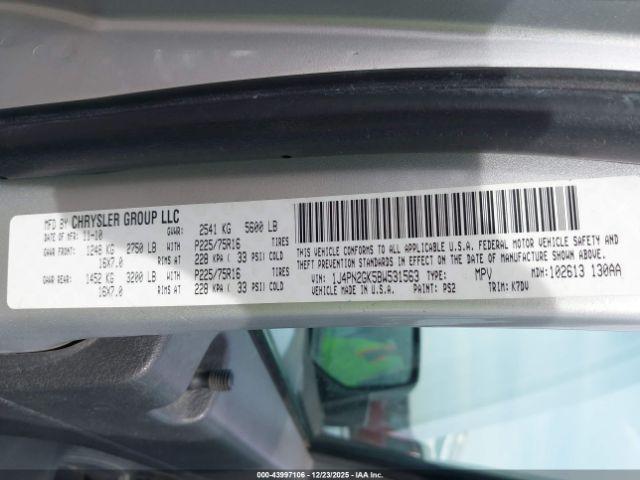 MFD BY CHRYSLER GROUP LLC
DATE OF MFR: 11-10 GVWR: 2541 KG 5600 LB
GAWR FRONT: 1248 KG 2750 LB WITH P225/75R16 TIRES
16X7.0 RIMS AT 228 KPA ( 33 PSI) COLD
GAWR REAR: 1452 KG 3200 LB WITH P225/75R16 TIRES
16X7.0 RIMS AT 228 KPA ( 33 PSI) COLD
THIS VEHICLE CONFORMS TO ALL APPLICABLE U.S.A. FEDERAL MOTOR VEHICLE SAFETY, BUMPER, AND THEFT PREVENTION
STANDARDS IN EFFECT ON THE DATE OF MANUFACTURE SHOWN ABOVE.
VIN: 1J4PN2GK5BW531563 TYPE: MPV MDH: 102613 130AA
VEHICLE MADE IN U.S.A. PAINT: PS2 TRIM: K7DV
000-43997106 - 12/23/2025 - IAA Inc.